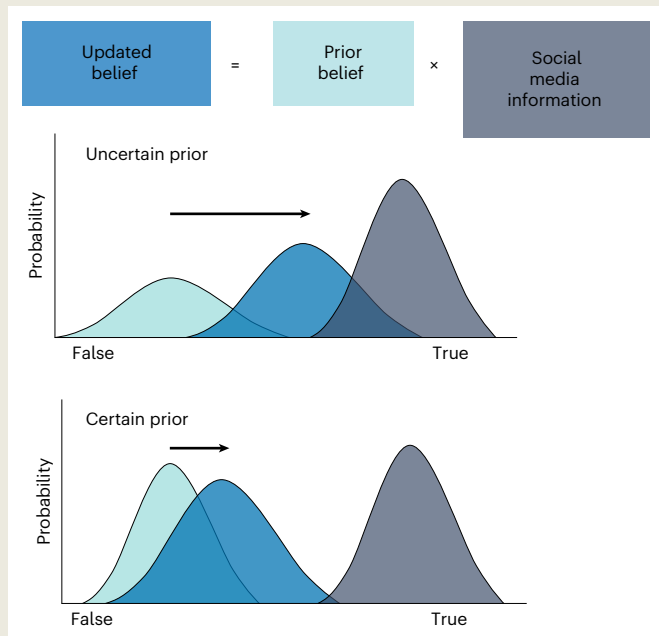 Updated
belief
=
Prior
belief
×
Social
media
information
Uncertain prior
Probability
False
True
Certain prior
Probability
False
True